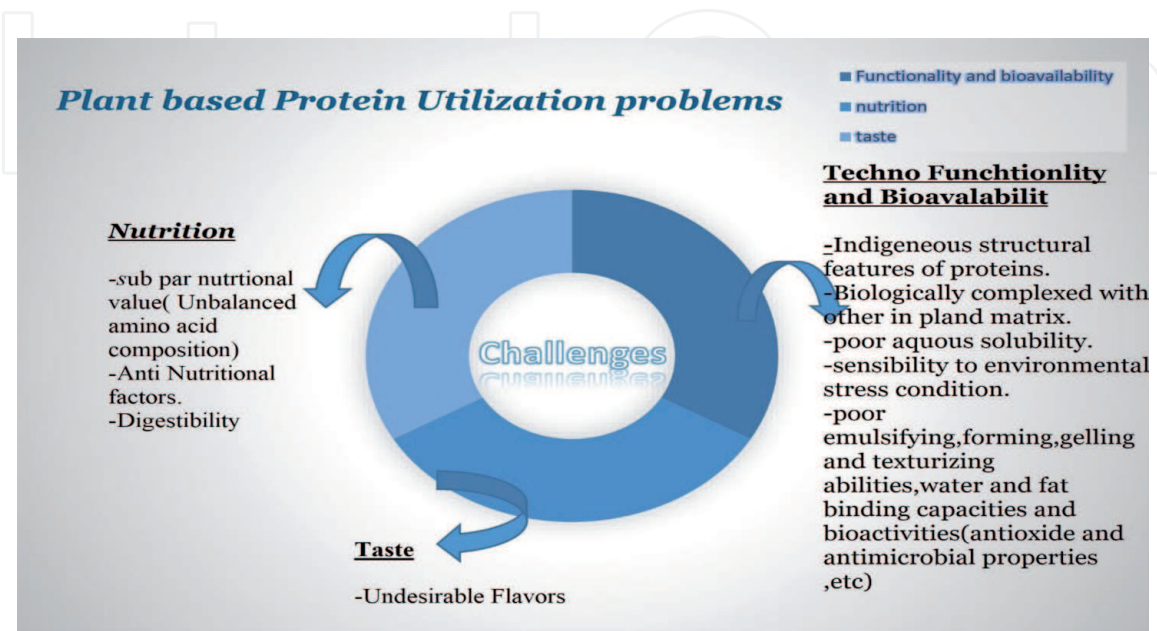 Plant based Protein Utilization problems
Functionality and bioavailability
nutrition
taste
Nutrition
-sub par nutrtional
value( Unbalanced
amino acid
composition)
-Anti Nutritional
factors.
-Digestibility
Challenges
Taste
-Undesirable Flavors
Techno Funchtionlity
and Bioavalabilit
-Indigeneous structural
features of proteins.
-Biologically complexed with
other in pland matrix.
-poor aquous solubility.
-sensibility to environmental
stress condition.
-poor
emulsifying,forming,gelling
and texturizing
abilities,water and fat
binding capacities and
bioactivities(antioxide and
antimicrobial properties
,etc)